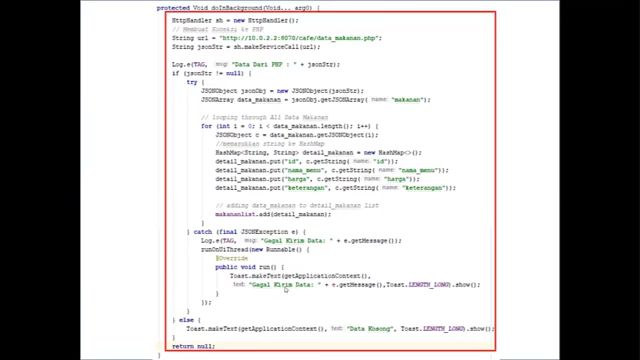 protected Void doInBackground(Void... arg0) {
HttpHandler sh = new HttpHandler();
// Membuat Koneksi ke PHP
String url = "http://10.0.2.2:8070/cafe/data_makanan.php";
String jsonStr = sh.makeServiceCall(url);
Log.e(TAG, msg: "Data Dari PHP : " + jsonStr);
if (jsonStr != null) {
try {
JSONObject jsonObj = new JSONObject(jsonStr);
JSONArray data_makanan = jsonObj.getJSONArray( name: "makanan");
// looping through All Data Makanan
for (int i = 0; i < data_makanan.length(); i++) {
JSONObject c = data_makanan.getJSONObject(i);
//memasukan string ke HashMap
HashMap<String, String> detail_makanan = new HashMap<>();
detail_makanan.put("id", c.getString( name: "id"));
detail_makanan.put("nama_menu", c.getString( name: "nama_menu"));
detail_makanan.put("harga", c.getString( name: "harga"));
detail_makanan.put("keterangan", c.getString( name: "keterangan"));
// adding data_makanan to detail_makanan list
makananlist.add(detail_makanan);
}
} catch (final JSONException e) {
Log.e(TAG, msg: "Gagal Kirim Data: " + e.getMessage());
runOnUiThread(new Runnable() {
@Override
public void run() {
Toast.makeText(getApplicationContext(),
text: "Gagal Kirim Data: " + e.getMessage(),Toast.LENGTH_LONG).show();
}
});
}
} else {
Toast.makeText(getApplicationContext(), text: "Data Kosong", Toast.LENGTH_LONG).show();
}
return null;
}